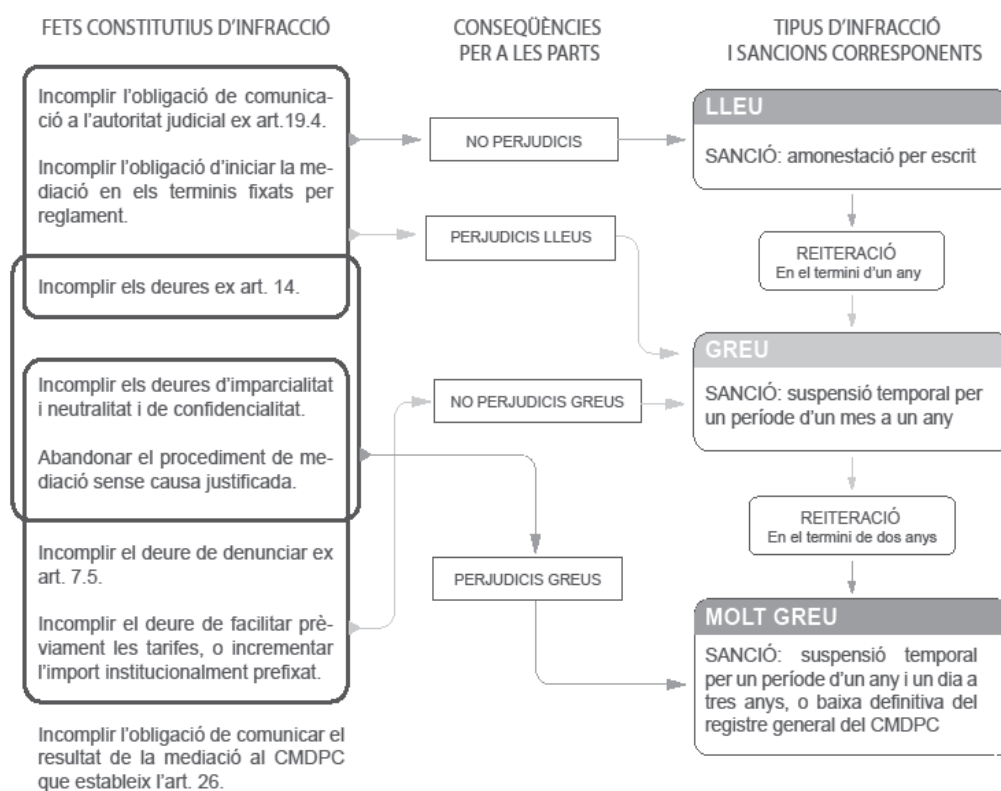 FETS CONSTITUTIUS D'INFRACCIÓ
CONSEQÜÈNCIES
PER A LES PARTS
TIPUS D'INFRACCIÓ
I SANCIONS CORRESPONENTS
Incomplir l'obligació de comunica-
ció a l'autoritat judicial ex art.19.4.
Incomplir l'obligació d'iniciar la me-
diació en els terminis fixats per
reglament.
Incomplir els deures ex art. 14.
Incomplir els deures d'imparcialitat
i neutralitat i de confidencialitat.
Abandonar el procediment de me-
diació sense causa justificada.
Incomplir el deure de denunciar ex
art. 7.5.
Incomplir el deure de facilitar prè-
viament les tarifes, o incrementar
l'import institucionalment prefixat.
Incomplir l'obligació de comunicar el
resultat de la mediació al CMDPC
que estableix l'art. 26.
NO PERJUDICIS
PERJUDICIS LLEUS
NO PERJUDICIS GREUS
PERJUDICIS GREUS
LLEU
SANCIÓ: amonestació per escrit
REITERACIÓ
En el termini d'un any
GREU
SANCIÓ: suspensió temporal per
un període d'un mes a un any
REITERACIÓ
En el termini de dos anys
MOLT GREU
SANCIÓ: suspensió temporal
per un període d'un any i un dia a
tres anys, o baixa definitiva del
registre general del CMDPC